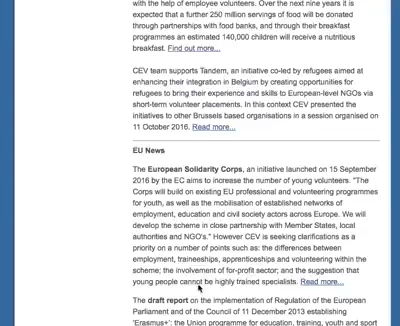 with the help of employee volunteers. Over the next nine years it is
expected that a further 250 million servings of food will be donated
through partnerships with food banks, and through their breakfast
programmes an estimated 140,000 children will receive a nutritious
breakfast. Find out more...
CEV team supports Tandem, an initiative co-led by refugees aimed at
enhancing their integration in Belgium by creating opportunities for
refugees to bring their experience and skills to European-level NGOs via
short-term volunteer placements. In this context CEV presented the
initiatives to other Brussels based organisations in a session organised on
11 October 2016. Read more...
EU News
The European Solidarity Corps, an initiative launched on 15 September
2016 by the EC aims to increase the number of young volunteers. "The
Corps will build on existing EU professional and volunteering programmes
for youth, as well as the mobilisation of established networks of
employment, education and civil society actors across Europe. We will
develop the scheme in close partnership with Member States, local
authorities and NGO's." However CEV is seeking clarifications as a
priority on a number of points such as: the differences between
employment, traineeships, apprenticeships and volunteering within the
scheme; the involvement of for-profit sector; and the suggestion that
young people cannot be highly trained specialists. Read more...
The draft report on the implementation of Regulation of the European
Parliament and of the Council of 11 December 2013 establishing
'Erasmus+': the Union programme for education, training, youth and sport